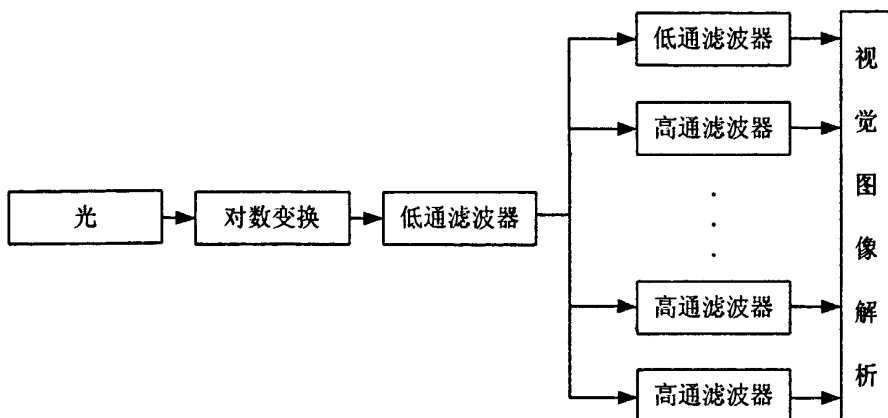 光
对数变换
低通滤波器
低通滤波器
高通滤波器
高通滤波器
高通滤波器
视觉图像解析